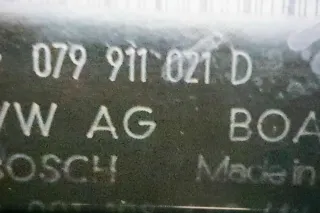 079 911 021 D
VW AG BOA
BOSCH Made in